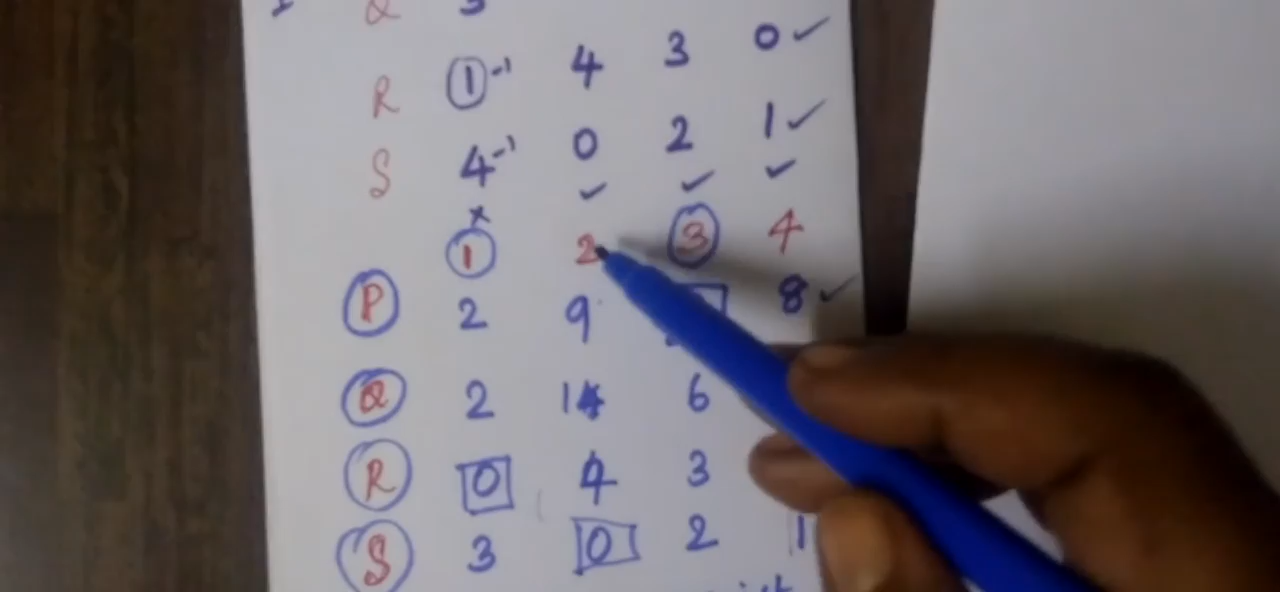 R 1 -1 4 3 0 ✓
S 4 -1 0 2 1 ✓
× ✓ ✓ ✓
1 2 3 4
P 2 9 8 ✓
Q 2 14 6
R 0 4 3
S 3 0 2 1